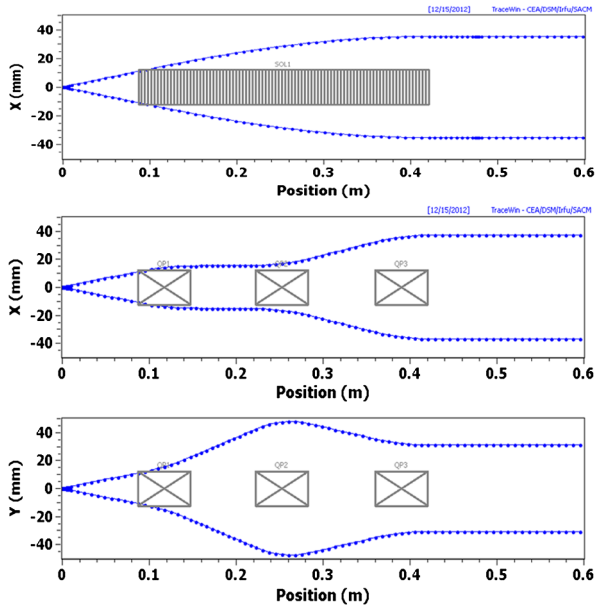 [12/15/2012] TraceWin - CEA/DSM/Irfu/SACM
40
20
0
-20
-40
X (mm)
SOL1
0 0.1 0.2 0.3 0.4 0.5 0.6
Position (m)
[12/15/2012] TraceWin - CEA/DSM/Irfu/SACM
40
20
0
-20
-40
X (mm)
QP1 QP2 QP3
0 0.1 0.2 0.3 0.4 0.5 0.6
Position (m)
40
20
0
-20
-40
Y (mm)
QP1 QP2 QP3
0 0.1 0.2 0.3 0.4 0.5 0.6
Position (m)